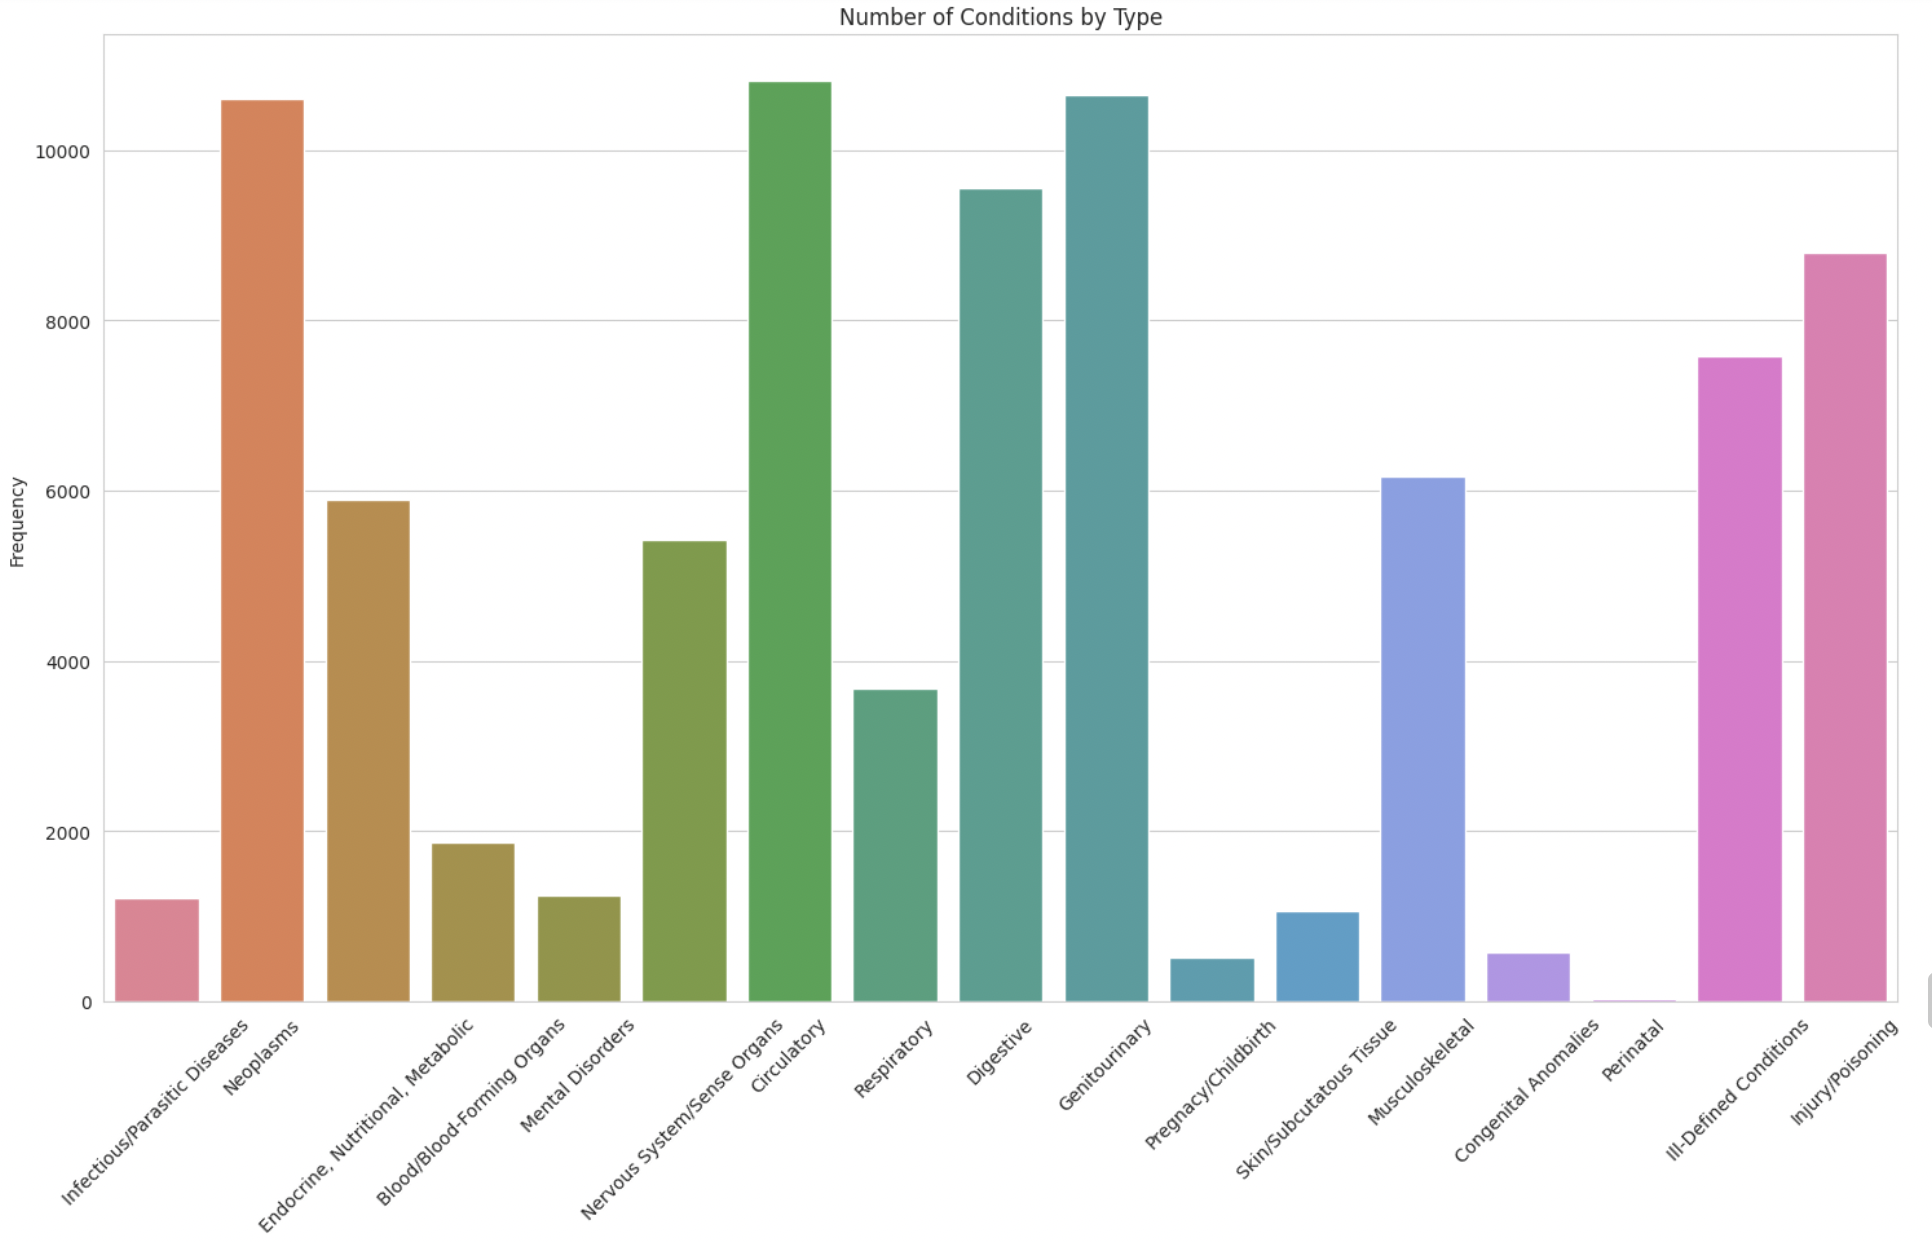 Number of Conditions by Type
Frequency
10000
8000
6000
4000
2000
0
Infectious/Parasitic Diseases
Neoplasms
Endocrine, Nutritional, Metabolic
Blood/Blood-Forming Organs
Mental Disorders
Nervous System/Sense Organs
Circulatory
Respiratory
Digestive
Genitourinary
Pregnacy/Childbirth
Skin/Subcutatous Tissue
Musculoskeletal
Congenital Anomalies
Perinatal
Ill-Defined Conditions
Injury/Poisoning